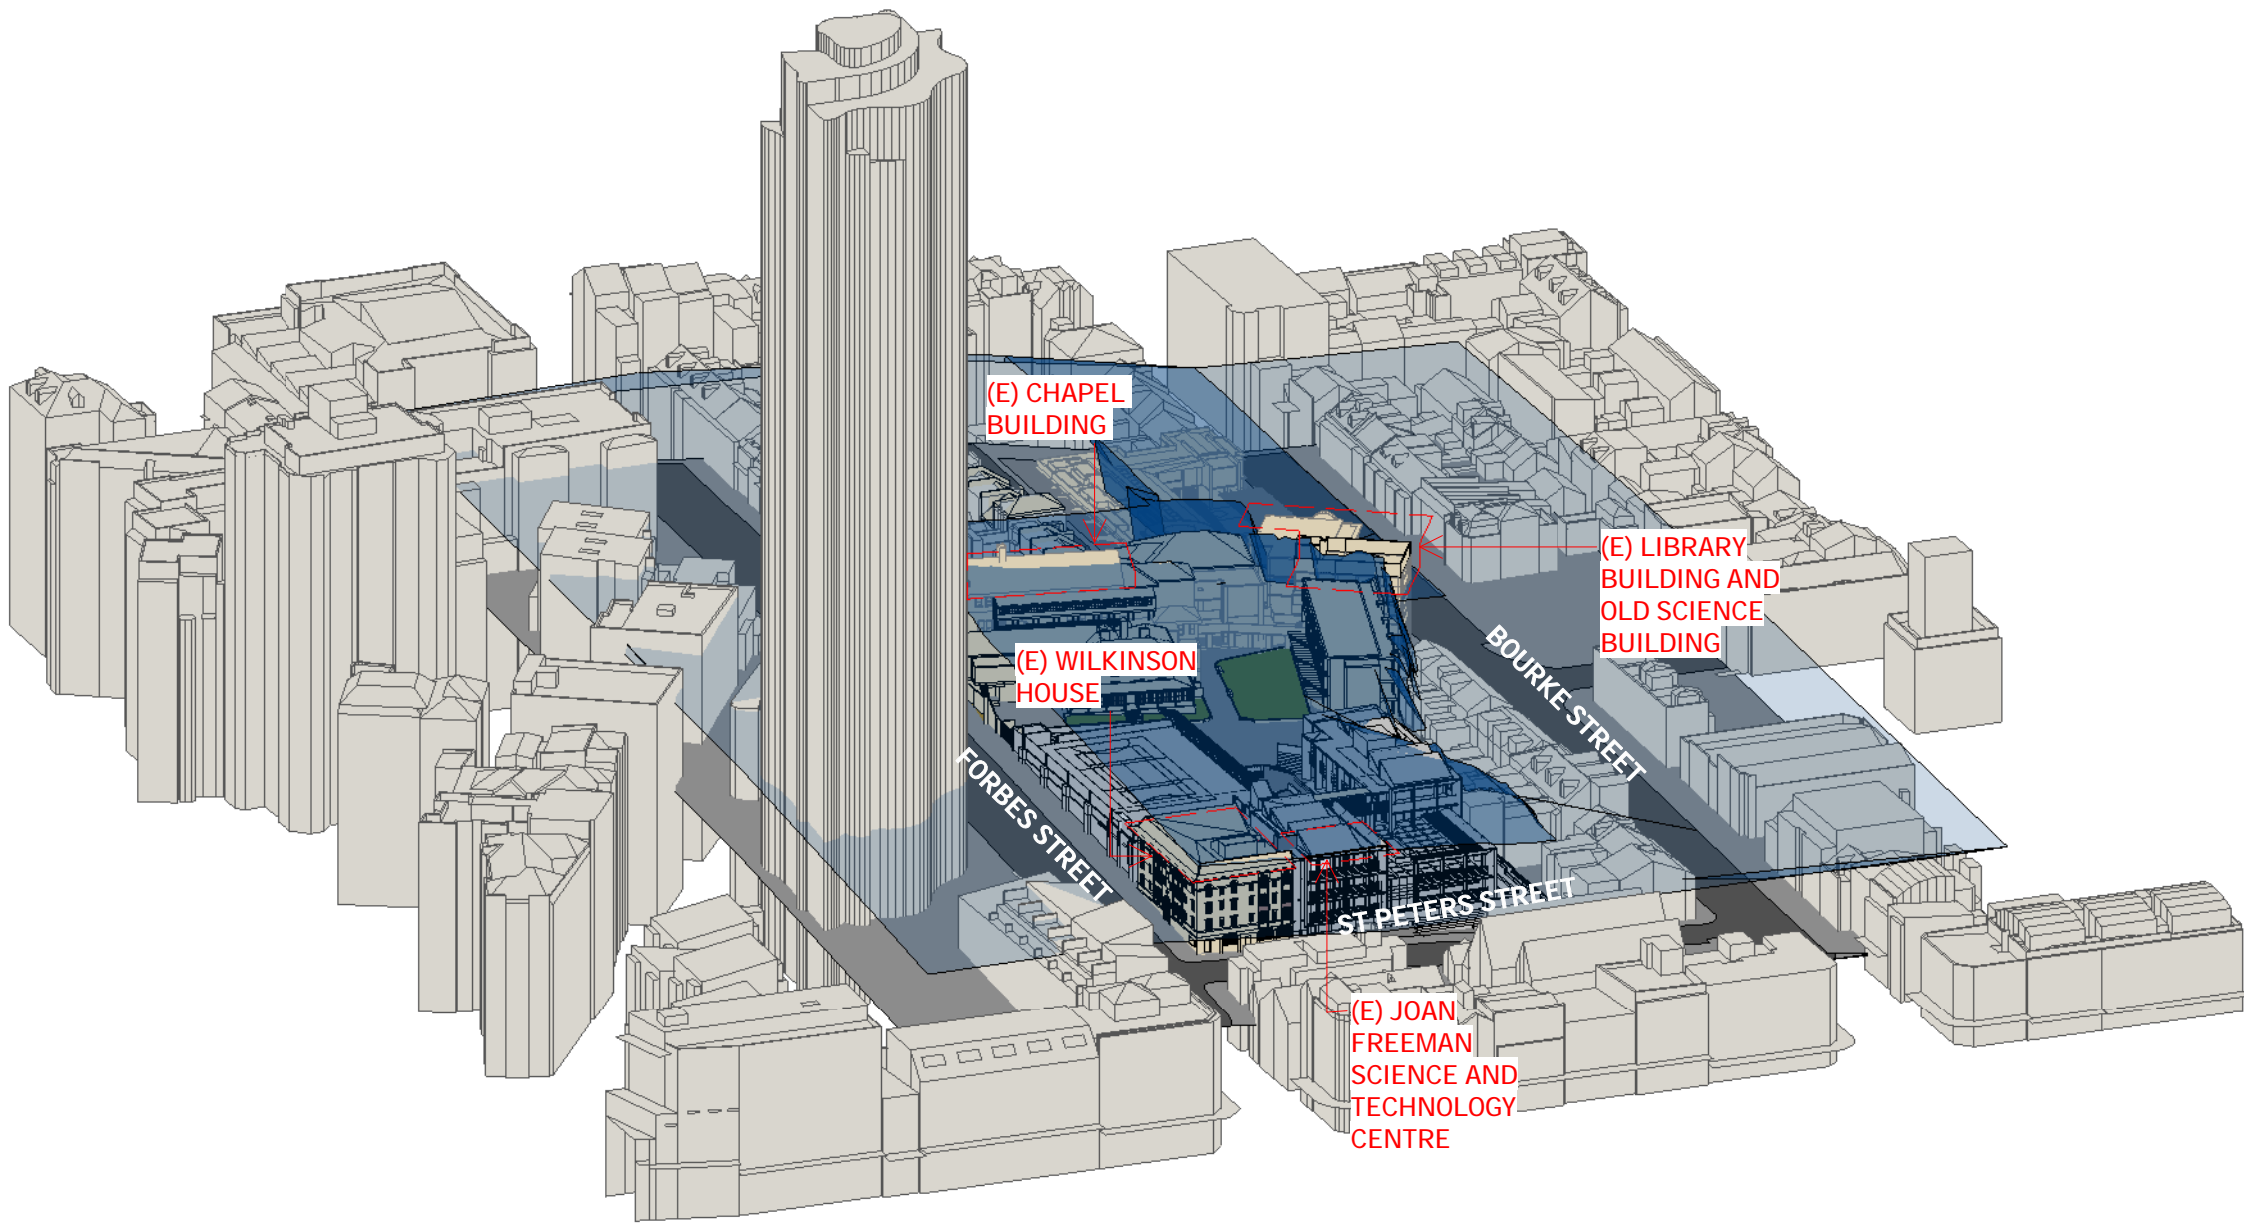 (E) CHAPEL
BUILDING
(E) LIBRARY
BUILDING AND
OLD SCIENCE
BUILDING
(E) WILKINSON
HOUSE
BOURKE STREET
FORBES STREET
ST PETERS STREET
(E) JOAN
FREEMAN
SCIENCE AND
TECHNOLOGY
CENTRE